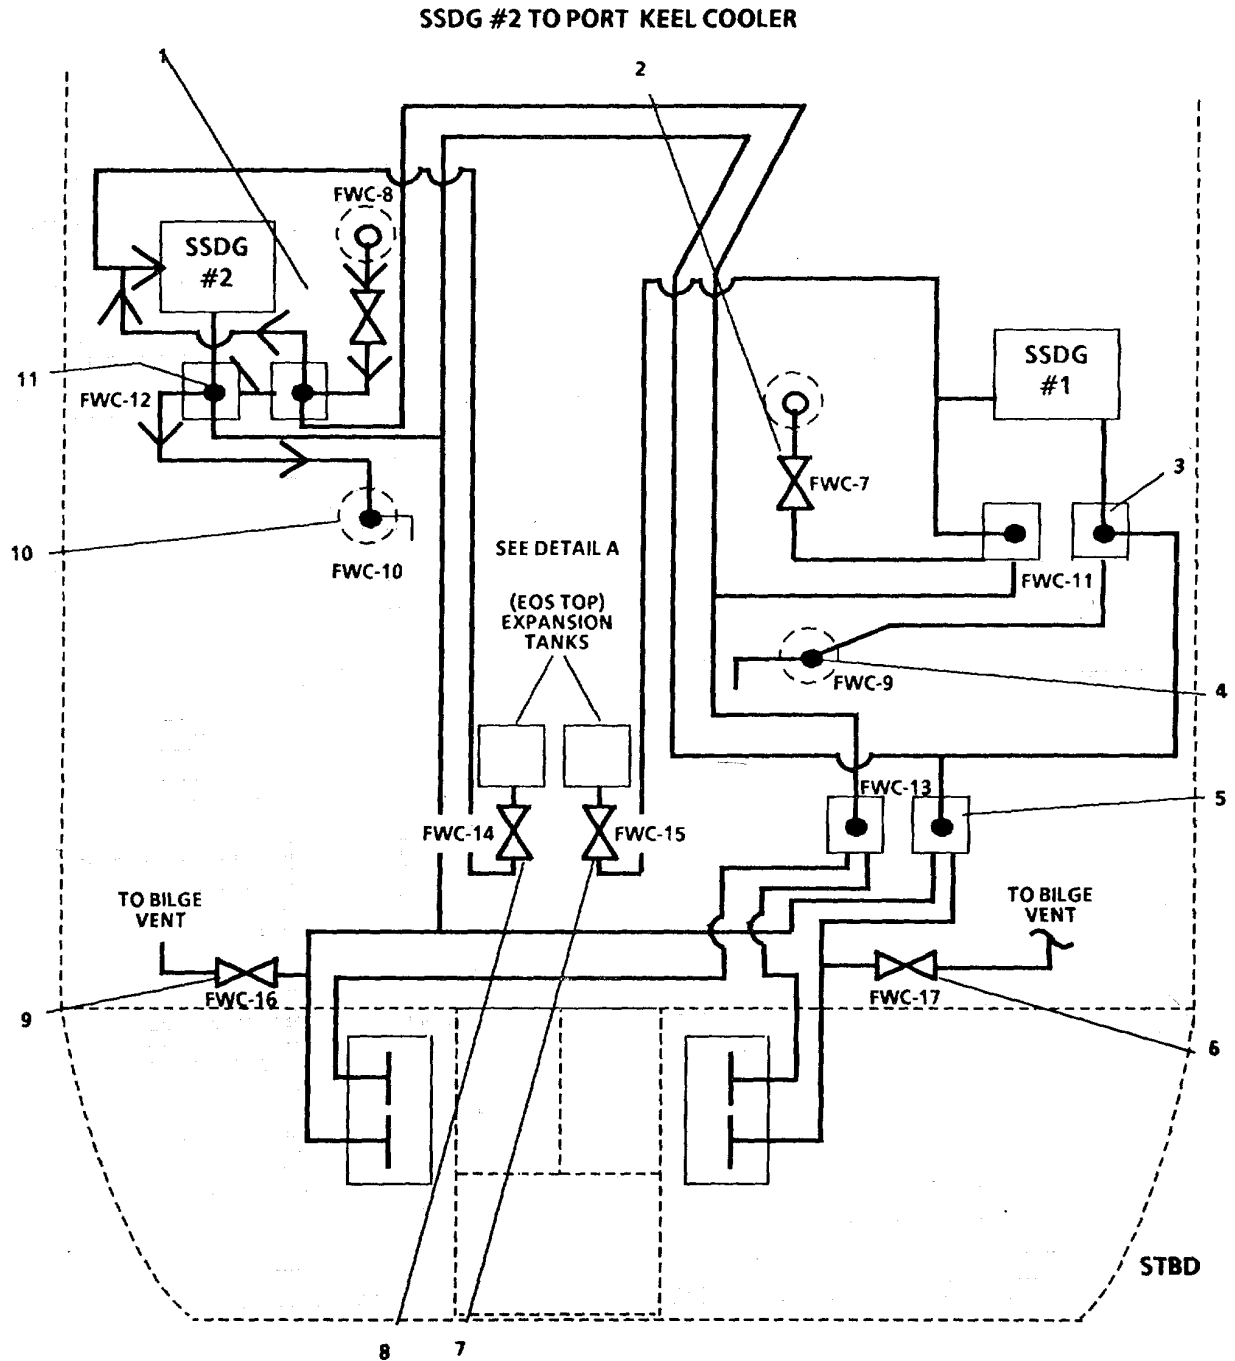 SSDG #2 TO PORT KEEL COOLER
1
2
FWC-8
SSDG
#2
SSDG
#1
11
FWC-12
3
FWC-7
10
SEE DETAIL A
FWC-10
FWC-11
(EOS TOP)
EXPANSION
TANKS
FWC-9
4
FWC-13
5
FWC-14
FWC-15
TO BILGE
VENT
TO BILGE
VENT
FWC-16
FWC-17
9
6
STBD
8
7